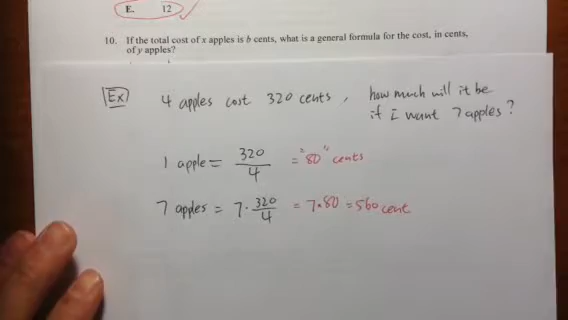 E. 12
10. If the total cost of x apples is b cents, what is a general formula for the cost, in cents,
of y apples?
Ex 4 apples cost 320 cents, how much will it be
if I want 7 apples?
1 apple = 320/4 = "80" cents
7 apples = 7 · 320/4 = 7·80 = 560 cent